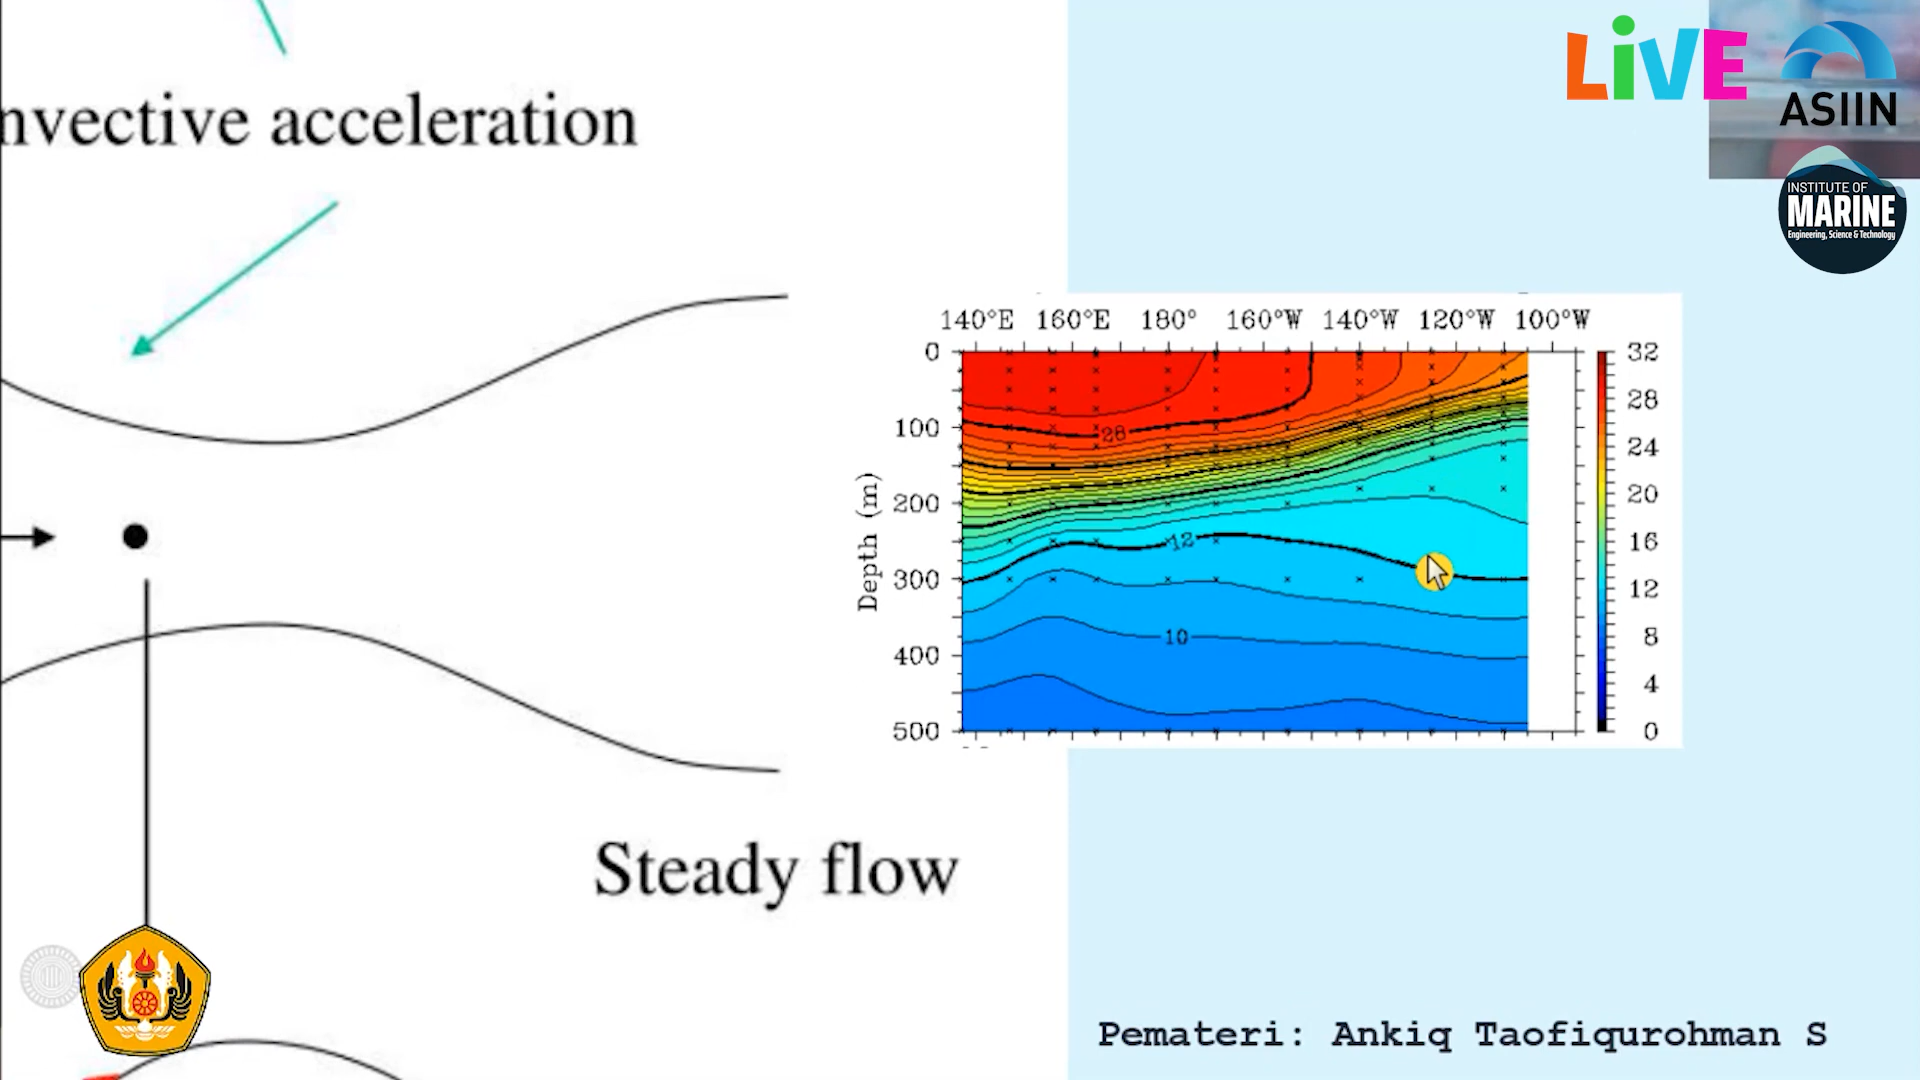 nvective acceleration
LiVE
ASIIN
INSTITUTE OF
MARINE
Engineering, Science & Technology
140°E 160°E 180° 160°W 140°W 120°W 100°W
0
100
200
300
400
500
Depth (m)
28
12
10
32
28
24
20
16
12
8
4
0
Steady flow
Pemateri: Ankiq Taofiqurohman S